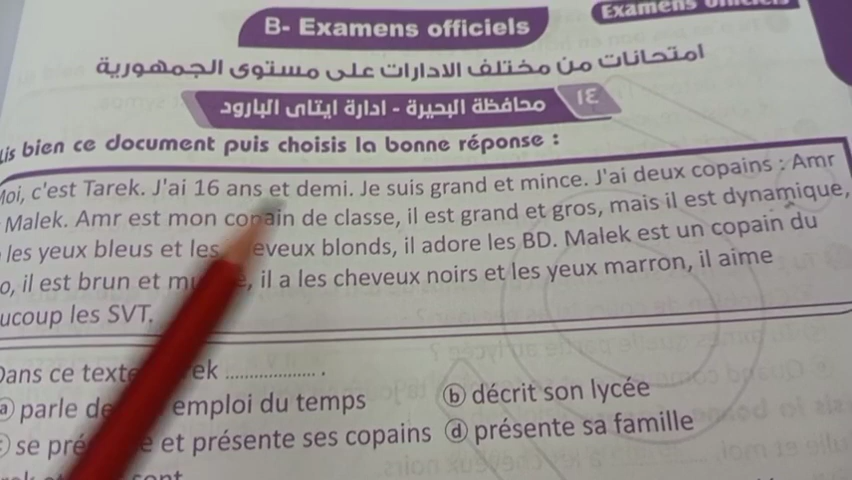 Examens
B- Examens officiels
امتحانات من مختلف الادارات على مستوى الجمهورية
١٤ محافظة البحيرة - ادارة ايتاى البارود
is bien ce document puis choisis la bonne réponse :
Moi, c'est Tarek. J'ai 16 ans et demi. Je suis grand et mince. J'ai deux copains : Amr
Malek. Amr est mon copain de classe, il est grand et gros, mais il est dynamique,
les yeux bleus et les eveux blonds, il adore les BD. Malek est un copain du
o, il est brun et mu e, il a les cheveux noirs et les yeux marron, il aime
ucoup les SVT.
Dans ce texte ek .................. .
a parle de emploi du temps
b décrit son lycée
c se pré e et présente ses copains
d présente sa famille